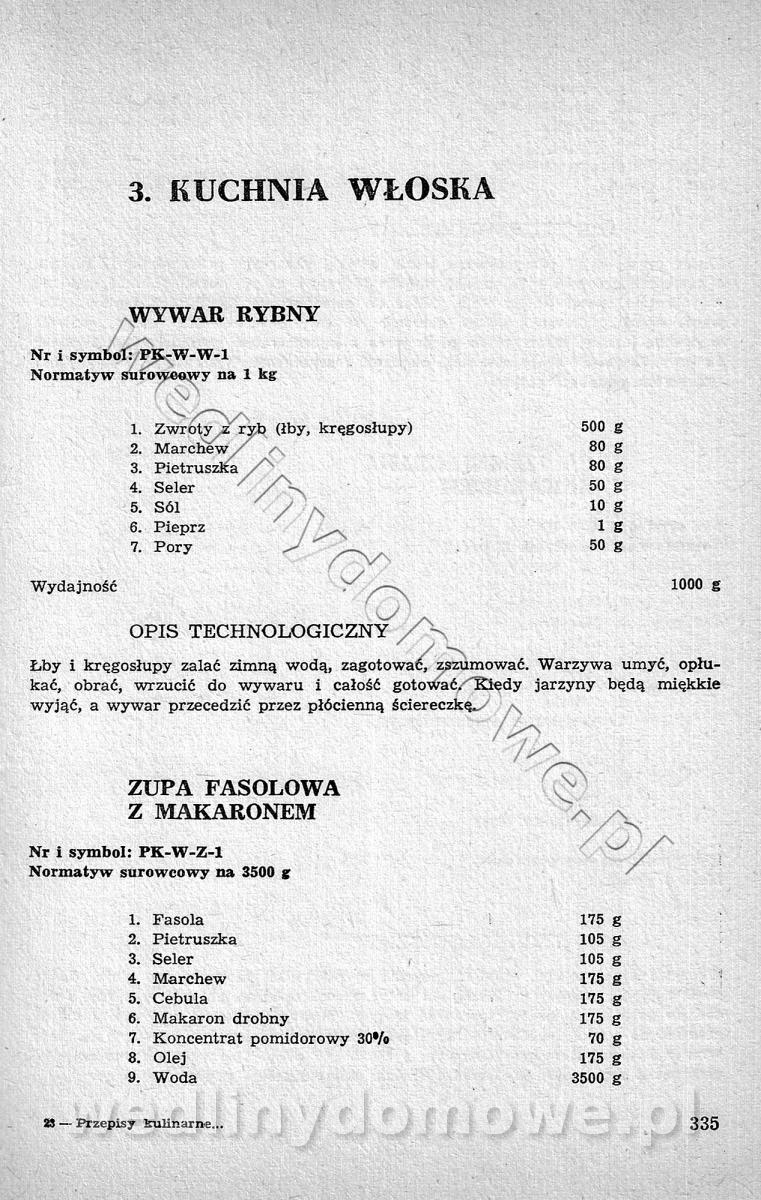 3. KUCHNIA WŁOSKA
WYWAR RYBNY
Nr i symbol: PK-W-W-1
Normatyw surowcowy na 1 kg
1. Zwroty z ryb (łby, kręgosłupy) 500 g
2. Marchew 80 g
3. Pietruszka 80 g
4. Seler 50 g
5. Sól 10 g
6. Pieprz 1 g
7. Pory 50 g
Wydajność 1000 g
OPIS TECHNOLOGICZNY
Łby i kręgosłupy zalać zimną wodą, zagotować, zszumować. Warzywa umyć, opłu-
kać, obrać, wrzucić do wywaru i całość gotować. Kiedy jarzyny będą miękkie
wyjąć, a wywar przecedzić przez płócienną ściereczkę.
ZUPA FASOLOWA
Z MAKARONEM
Nr i symbol: PK-W-Z-1
Normatyw surowcowy na 3500 g
1. Fasola 175 g
2. Pietruszka 105 g
3. Seler 105 g
4. Marchew 175 g
5. Cebula 175 g
6. Makaron drobny 175 g
7. Koncentrat pomidorowy 30% 70 g
8. Olej 175 g
9. Woda 3500 g
23 — Przepisy kulinarne... 335
wedlinydomowe.pl
wedlinydomowe.pl